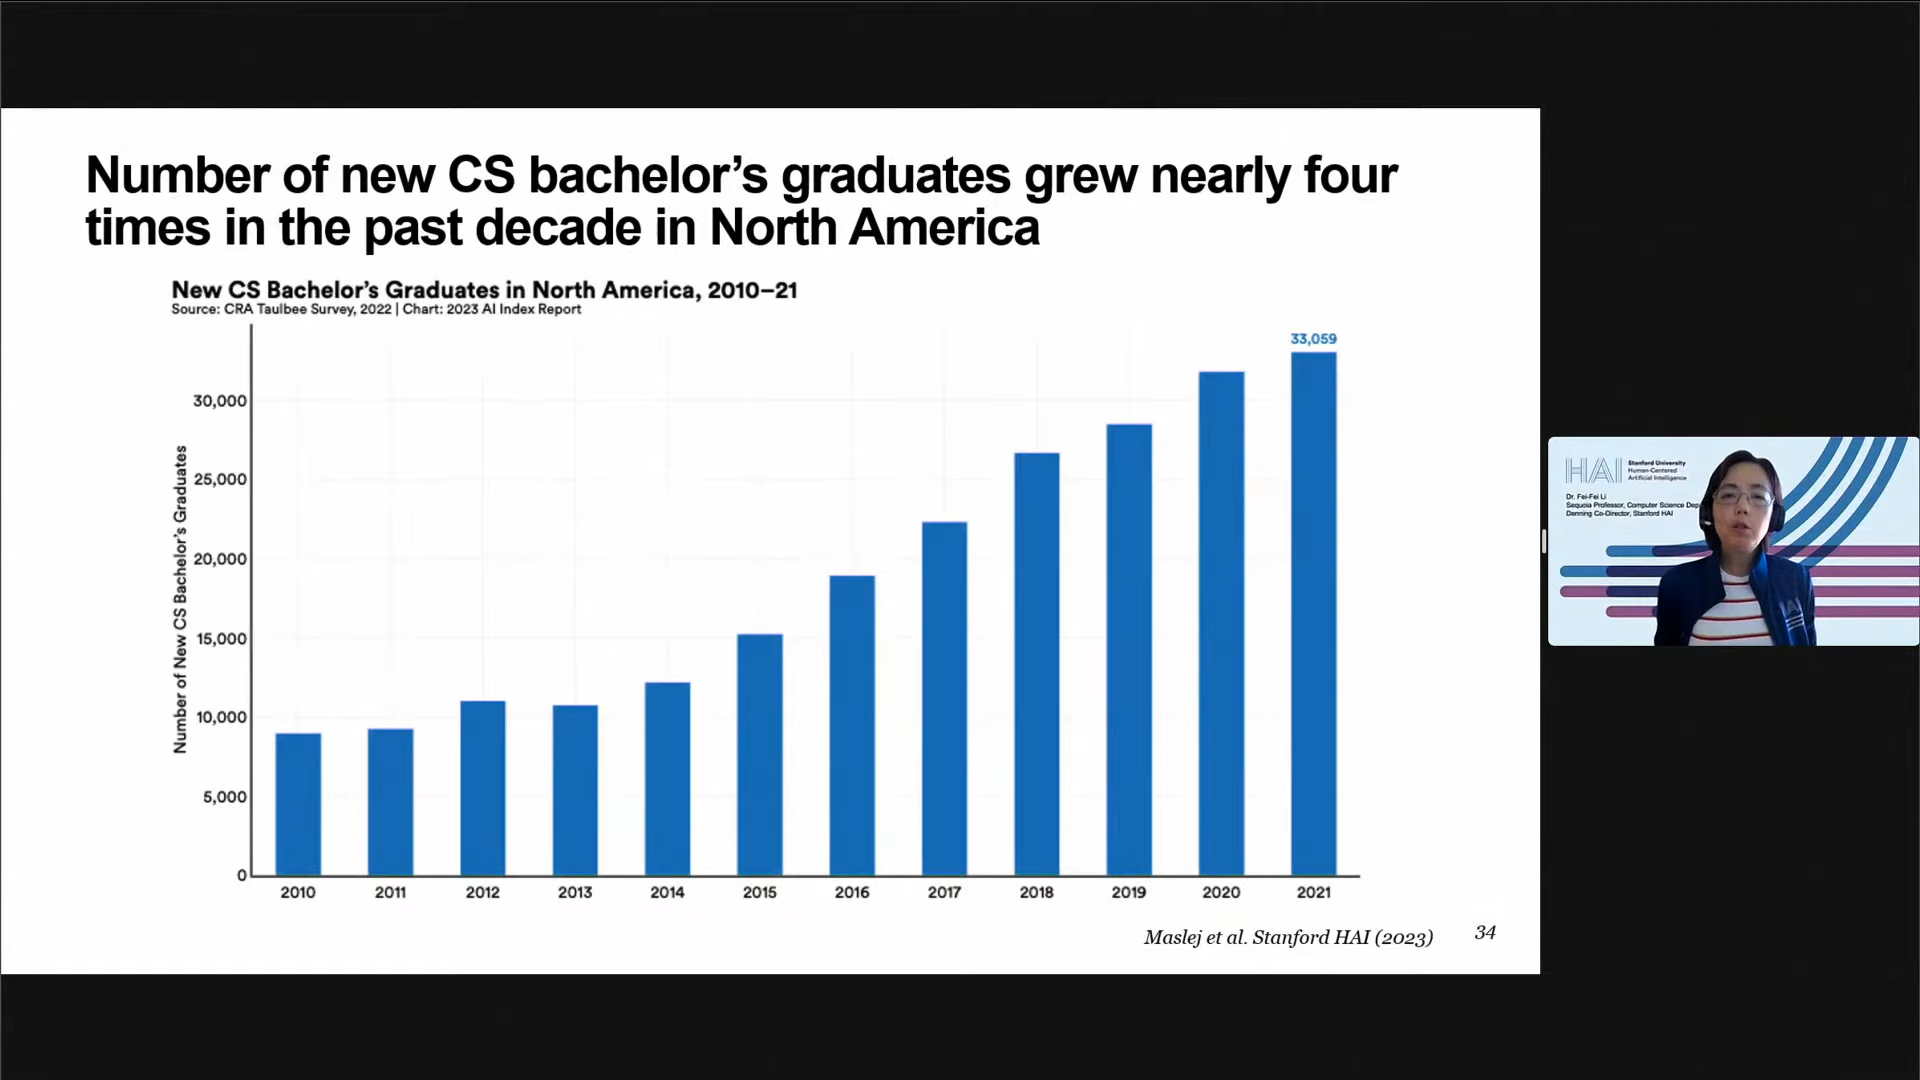 Number of new CS bachelor’s graduates grew nearly four
times in the past decade in North America
New CS Bachelor’s Graduates in North America, 2010–21
Source: CRA Taulbee Survey, 2022 | Chart: 2023 AI Index Report
Number of New CS Bachelor’s Graduates
33,059
30,000
25,000
20,000
15,000
10,000
5,000
0
2010 2011 2012 2013 2014 2015 2016 2017 2018 2019 2020 2021
Maslej et al. Stanford HAI (2023)
34
HAI
Stanford University
Human-Centered
Artificial Intelligence
Dr. Fei-Fei Li
Sequoia Professor, Computer Science Dep
Denning Co-Director, Stanford HAI